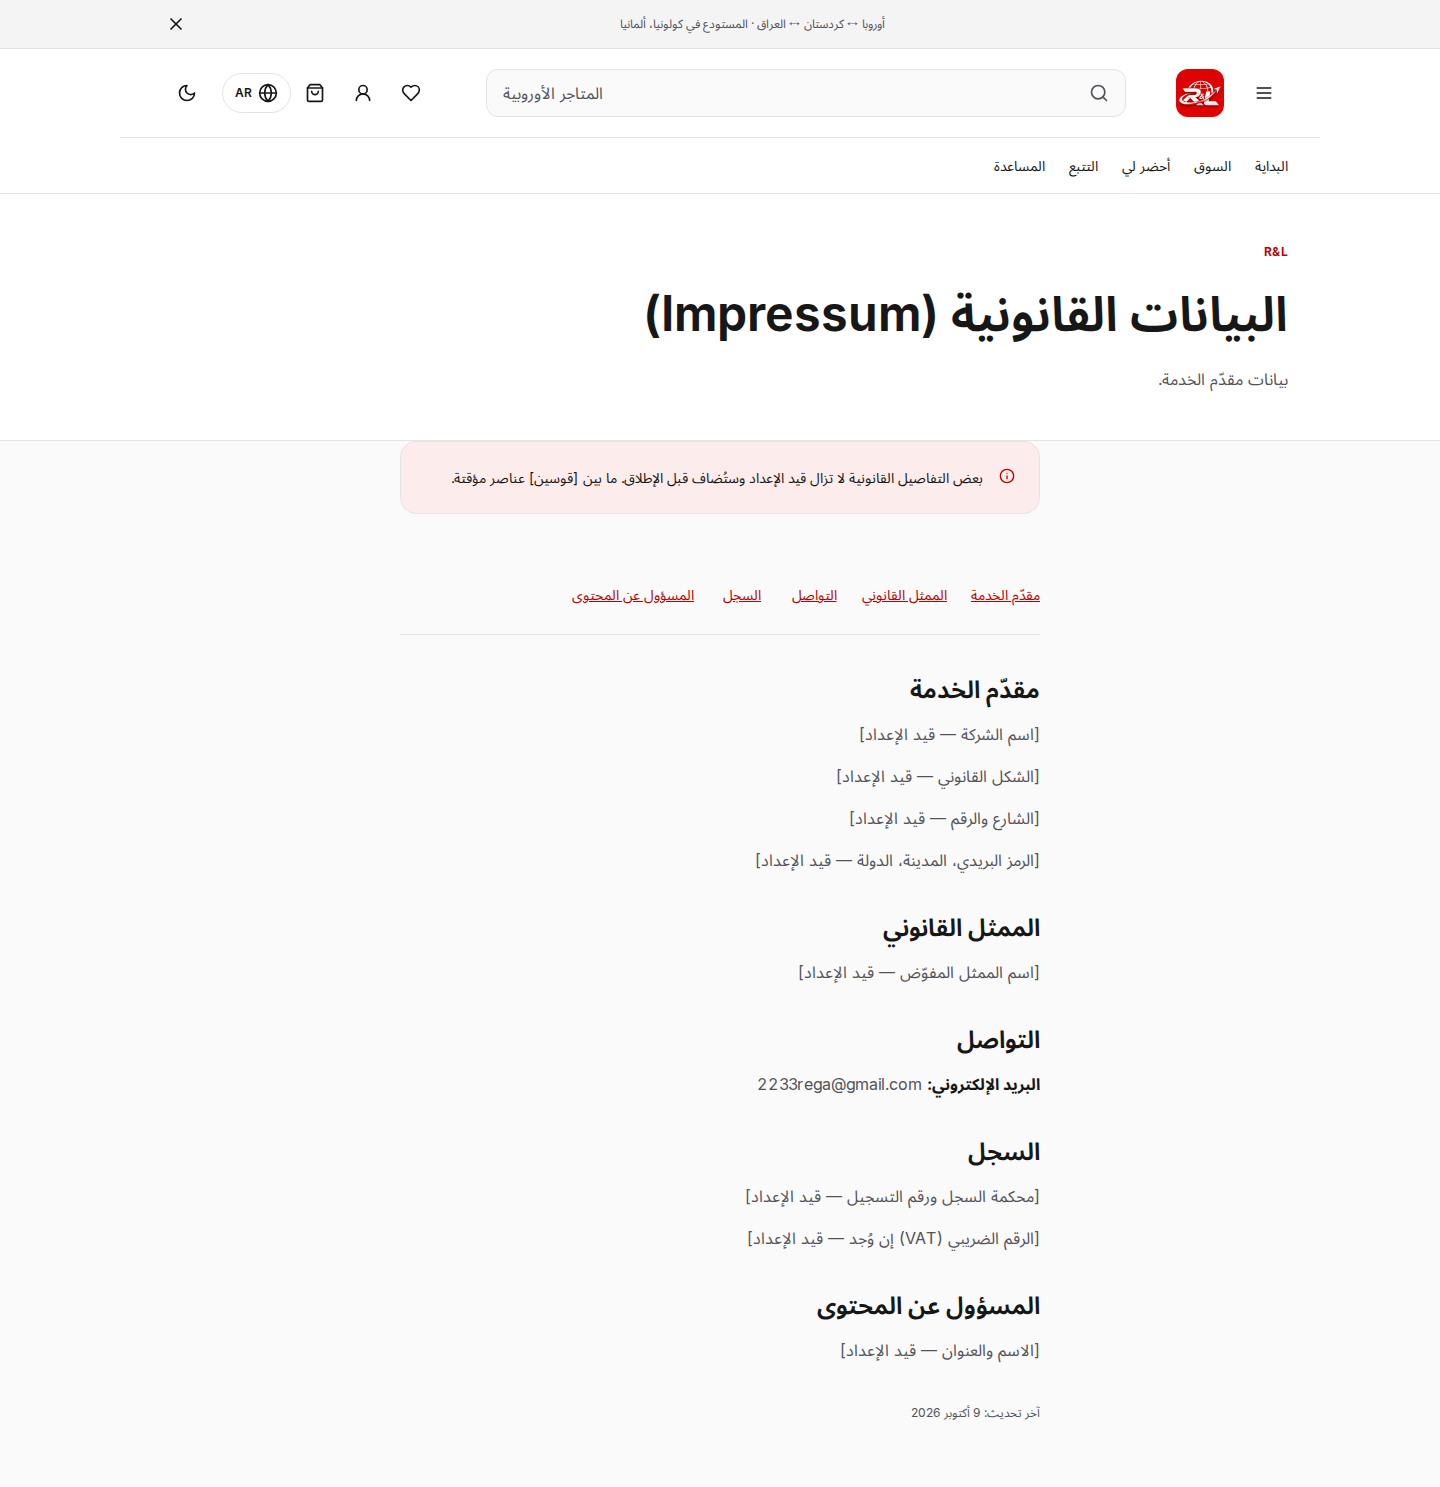 أوروبا ↔ كردستان ↔ العراق · المستودع في كولونيا، ألمانيا
R&L
المتاجر الأوروبية
AR
البداية السوق أحضر لي التتبع المساعدة
R&L
البيانات القانونية (Impressum)
بيانات مقدّم الخدمة.
بعض التفاصيل القانونية لا تزال قيد الإعداد وستُضاف قبل الإطلاق. ما بين [قوسين] عناصر مؤقتة.
مقدّم الخدمة الممثل القانوني التواصل السجل المسؤول عن المحتوى
مقدّم الخدمة
[اسم الشركة — قيد الإعداد]
[الشكل القانوني — قيد الإعداد]
[الشارع والرقم — قيد الإعداد]
[الرمز البريدي، المدينة، الدولة — قيد الإعداد]
الممثل القانوني
[اسم الممثل المفوّض — قيد الإعداد]
التواصل
البريد الإلكتروني: 2233rega@gmail.com
السجل
[محكمة السجل ورقم التسجيل — قيد الإعداد]
[الرقم الضريبي (VAT) إن وُجد — قيد الإعداد]
المسؤول عن المحتوى
[الاسم والعنوان — قيد الإعداد]
آخر تحديث: 9 أكتوبر 2026